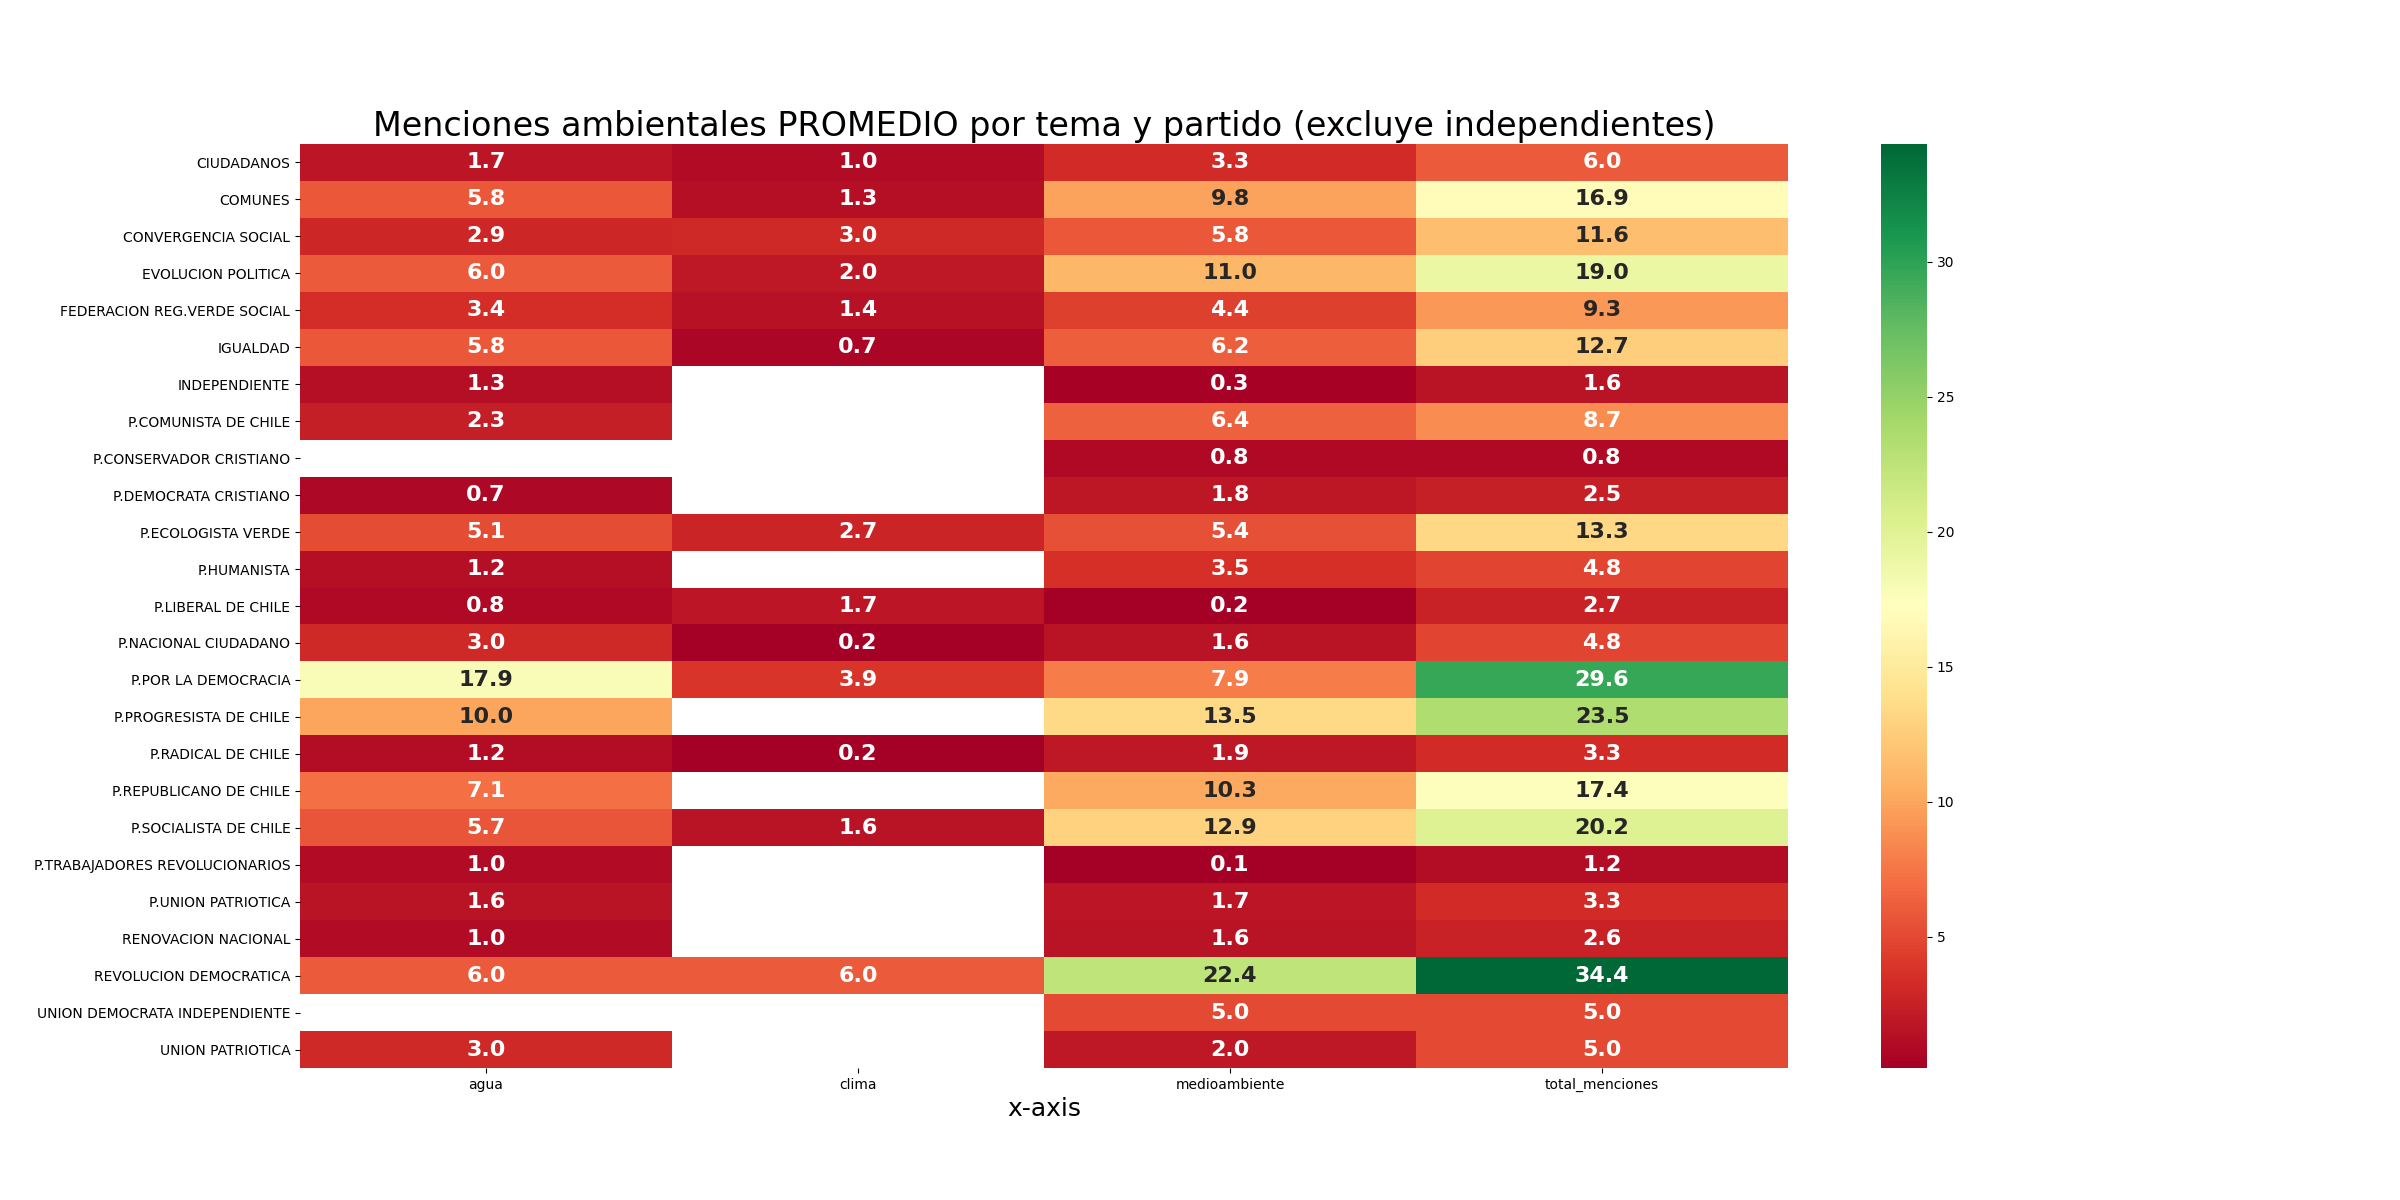 Menciones ambientales PROMEDIO por tema y partido (excluye independientes)
CIUDADANOS 1.7 1.0 3.3 6.0
COMUNES 5.8 1.3 9.8 16.9
CONVERGENCIA SOCIAL 2.9 3.0 5.8 11.6
EVOLUCION POLITICA 6.0 2.0 11.0 19.0
FEDERACION REG.VERDE SOCIAL 3.4 1.4 4.4 9.3
IGUALDAD 5.8 0.7 6.2 12.7
INDEPENDIENTE 1.3 0.3 1.6
P.COMUNISTA DE CHILE 2.3 6.4 8.7
P.CONSERVADOR CRISTIANO 0.8 0.8
P.DEMOCRATA CRISTIANO 0.7 1.8 2.5
P.ECOLOGISTA VERDE 5.1 2.7 5.4 13.3
P.HUMANISTA 1.2 3.5 4.8
P.LIBERAL DE CHILE 0.8 1.7 0.2 2.7
P.NACIONAL CIUDADANO 3.0 0.2 1.6 4.8
P.POR LA DEMOCRACIA 17.9 3.9 7.9 29.6
P.PROGRESISTA DE CHILE 10.0 13.5 23.5
P.RADICAL DE CHILE 1.2 0.2 1.9 3.3
P.REPUBLICANO DE CHILE 7.1 10.3 17.4
P.SOCIALISTA DE CHILE 5.7 1.6 12.9 20.2
P.TRABAJADORES REVOLUCIONARIOS 1.0 0.1 1.2
P.UNION PATRIOTICA 1.6 1.7 3.3
RENOVACION NACIONAL 1.0 1.6 2.6
REVOLUCION DEMOCRATICA 6.0 6.0 22.4 34.4
UNION DEMOCRATA INDEPENDIENTE 5.0 5.0
UNION PATRIOTICA 3.0 2.0 5.0
agua clima medioambiente total_menciones
x-axis
30
25
20
15
10
5